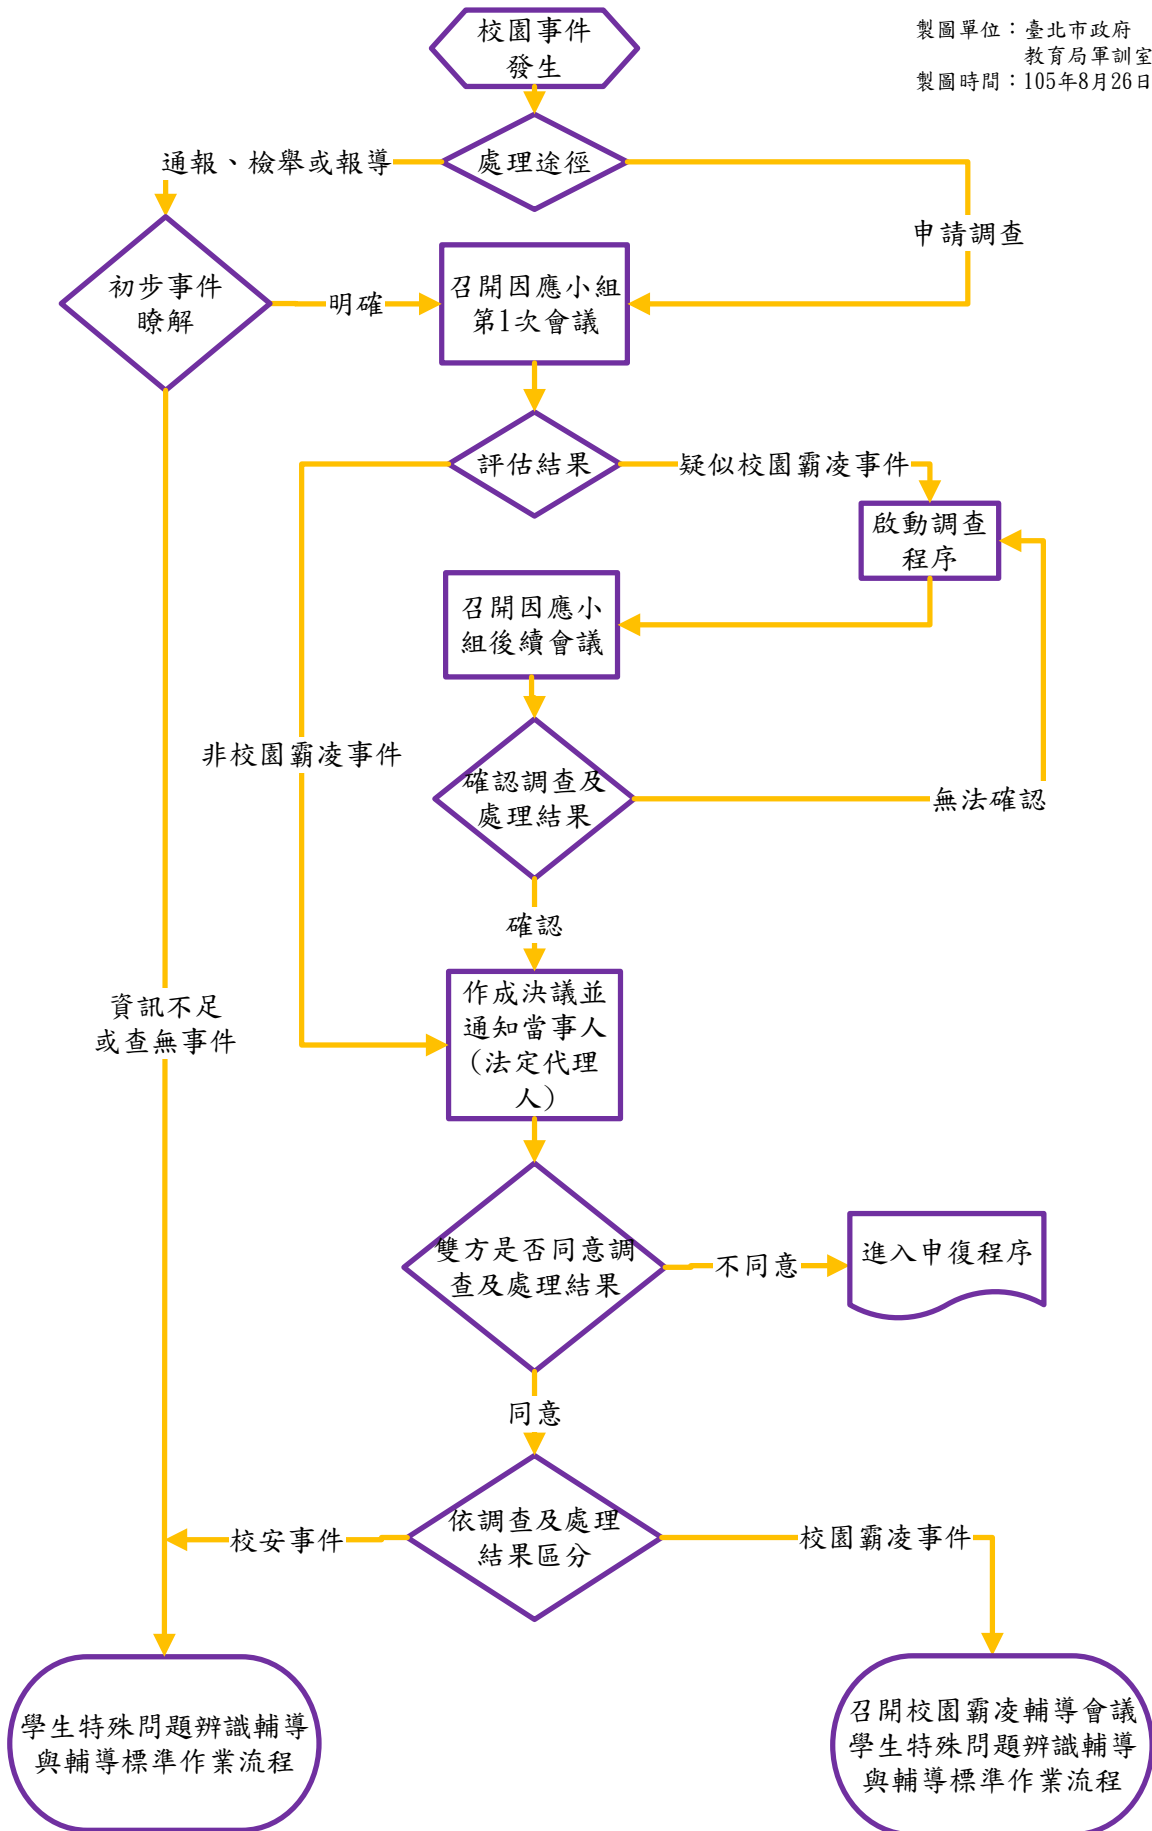 校園事件
發生
製圖單位：臺北市政府
教育局軍訓室
製圖時間：105年8月26日
通報、檢舉或報導
處理途徑
申請調查
初步事件
瞭解
明確
召開因應小組
第1次會議
評估結果
疑似校園霸凌事件
啟動調查
程序
召開因應小
組後續會議
非校園霸凌事件
確認調查及
處理結果
無法確認
確認
資訊不足
或查無事件
作成決議並
通知當事人
（法定代理
人）
雙方是否同意調
查及處理結果
不同意
進入申復程序
同意
校安事件
依調查及處理
結果區分
校園霸凌事件
學生特殊問題辨識輔導
與輔導標準作業流程
召開校園霸凌輔導會議
學生特殊問題辨識輔導
與輔導標準作業流程